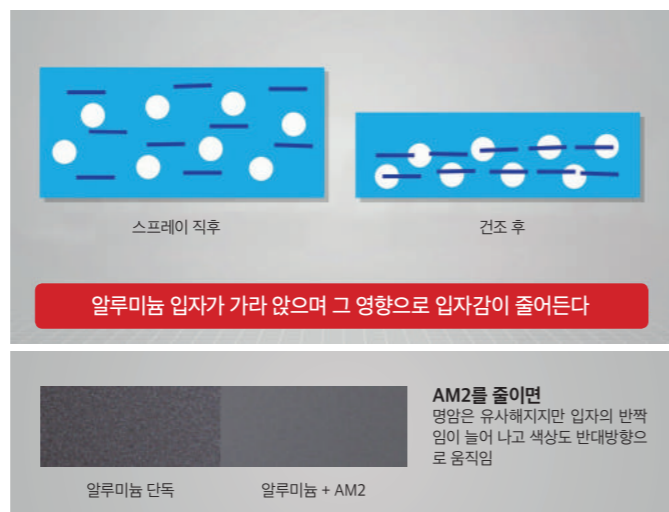 스프레이 직후
건조 후
알루미늄 입자가 가라 앉으며 그 영향으로 입자감이 줄어든다
AM2를 줄이면
명암은 유사해지지만 입자의 반짝
임이 늘어 나고 색상도 반대방향으
로 움직임
알루미늄 단독
알루미늄 + AM2